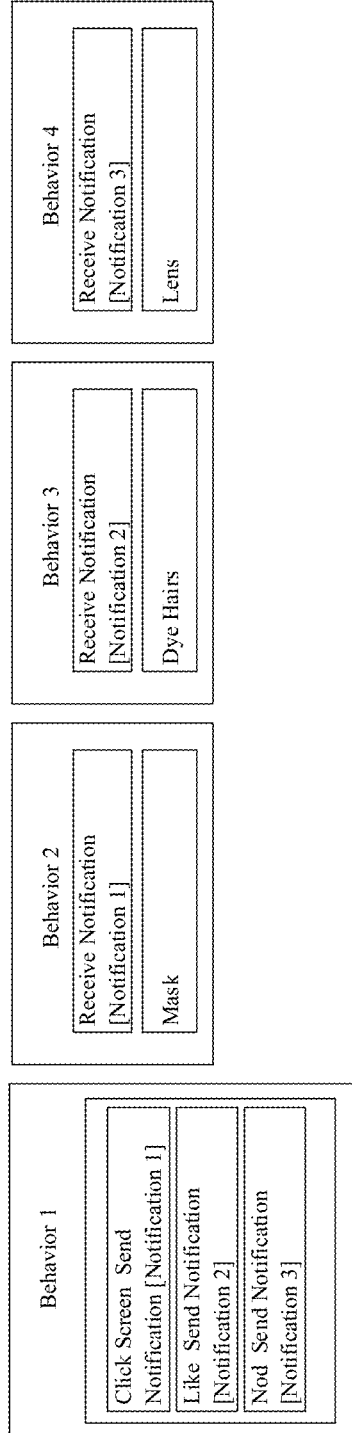 Behavior 1
Click Screen Send
Notification [Notification 1]
Like Send Notification
[Notification 2]
Nod Send Notification
[Notification 3]
Behavior 2
Receive Notification
[Notification 1]
Mask
Behavior 3
Receive Notification
[Notification 2]
Dye Hairs
Behavior 4
Receive Notification
[Notification 3]
Lens